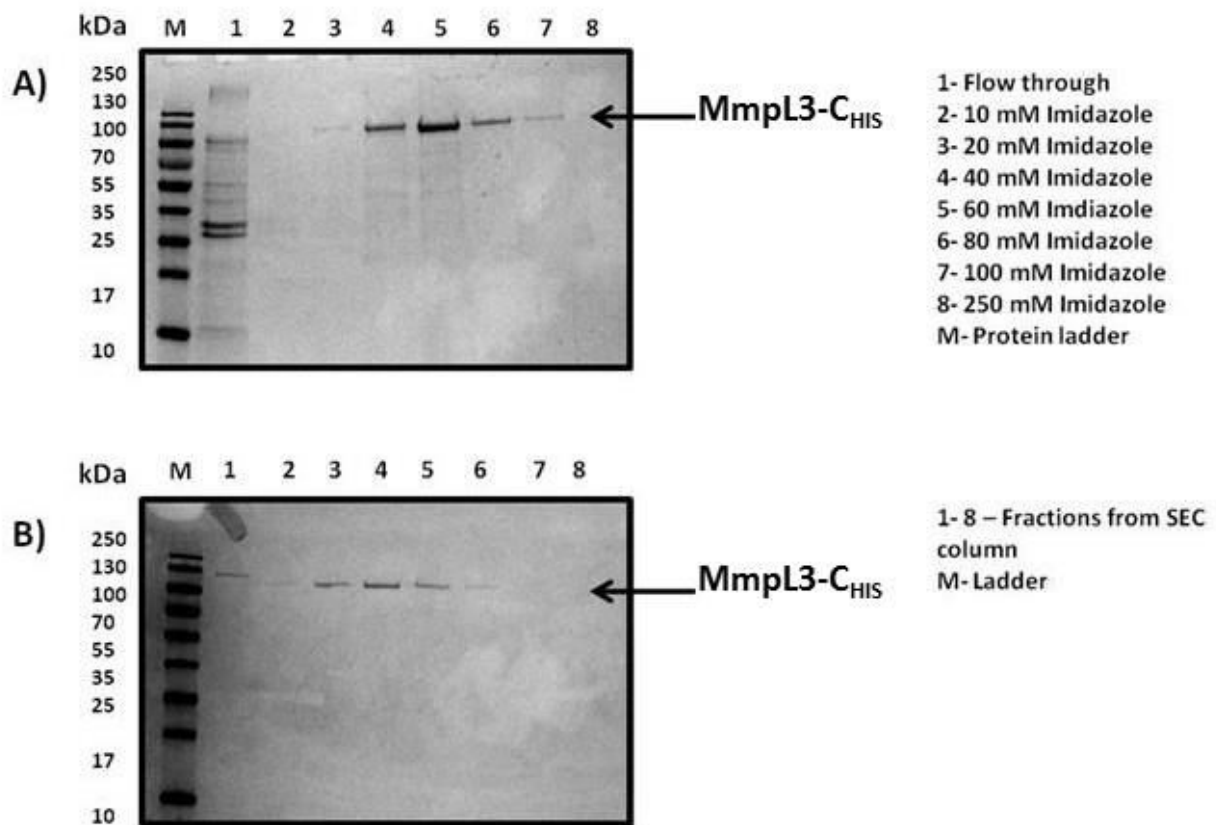 kDa M 1 2 3 4 5 6 7 8
A)
250
130
100
70
55
35
25
17
10
MmpL3-CHIS
1- Flow through
2- 10 mM Imidazole
3- 20 mM Imidazole
4- 40 mM Imidazole
5- 60 mM Imdiazole
6- 80 mM Imidazole
7- 100 mM Imidazole
8- 250 mM Imidazole
M- Protein ladder
kDa M 1 2 3 4 5 6 7 8
B)
250
130
100
70
55
35
25
17
10
MmpL3-CHIS
1- 8 – Fractions from SEC
column
M- Ladder